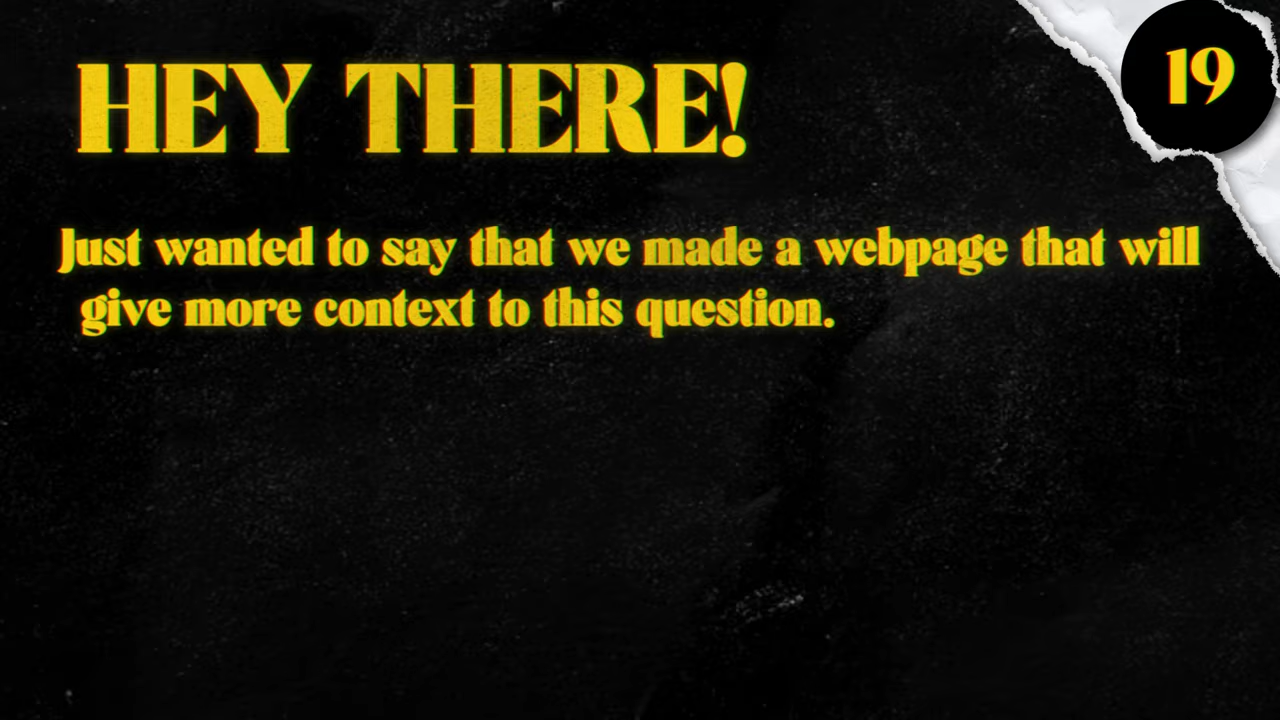 HEY THERE!
19
Just wanted to say that we made a webpage that will
give more context to this question.